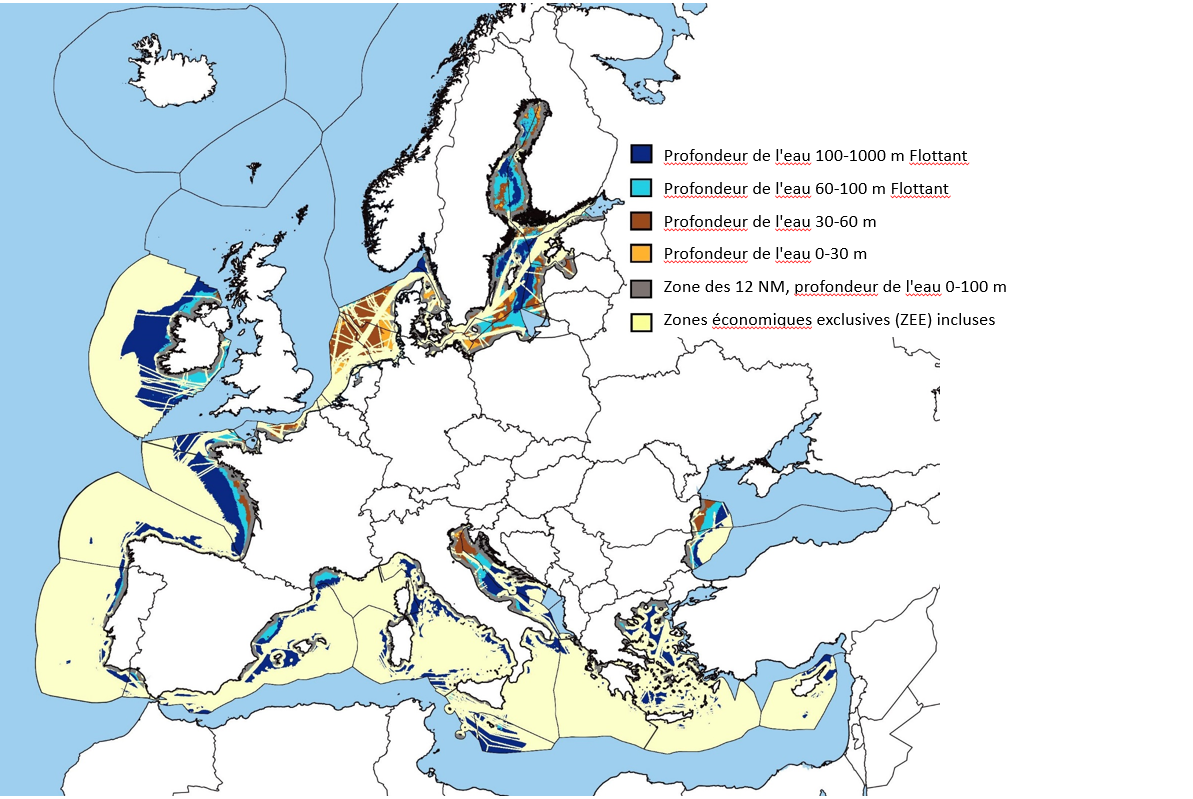 Profondeur de l'eau 100-1000 m Flottant
Profondeur de l'eau 60-100 m Flottant
Profondeur de l'eau 30-60 m
Profondeur de l'eau 0-30 m
Zone des 12 NM, profondeur de l'eau 0-100 m
Zones économiques exclusives (ZEE) incluses